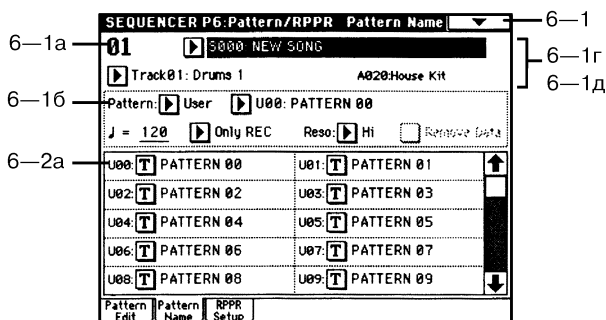 SEQUENCER P6:Pattern/RPPR Pattern Name
6—1
6—1а
01 S000: NEW SONG
6—1г
Track01: Drums 1 A020:House Kit
6—1д
6—1б
Pattern: User U00: PATTERN 00
♩ = 120 Only REC Reso: Hi Remove Data
6—2а
U00: T PATTERN 00 U01: T PATTERN 01
U02: T PATTERN 02 U03: T PATTERN 03
U04: T PATTERN 04 U05: T PATTERN 05
U06: T PATTERN 06 U07: T PATTERN 07
U08: T PATTERN 08 U09: T PATTERN 09
Pattern Edit Pattern Name RPPR Setup